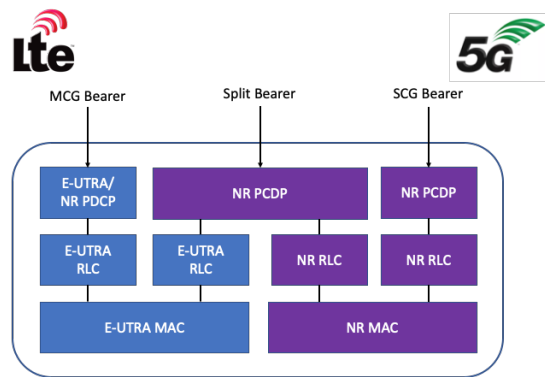 LTE
5G
MCG Bearer
Split Bearer
SCG Bearer
E-UTRA/
NR PDCP
NR PCDP
NR PCDP
E-UTRA
RLC
E-UTRA
RLC
NR RLC
NR RLC
E-UTRA MAC
NR MAC